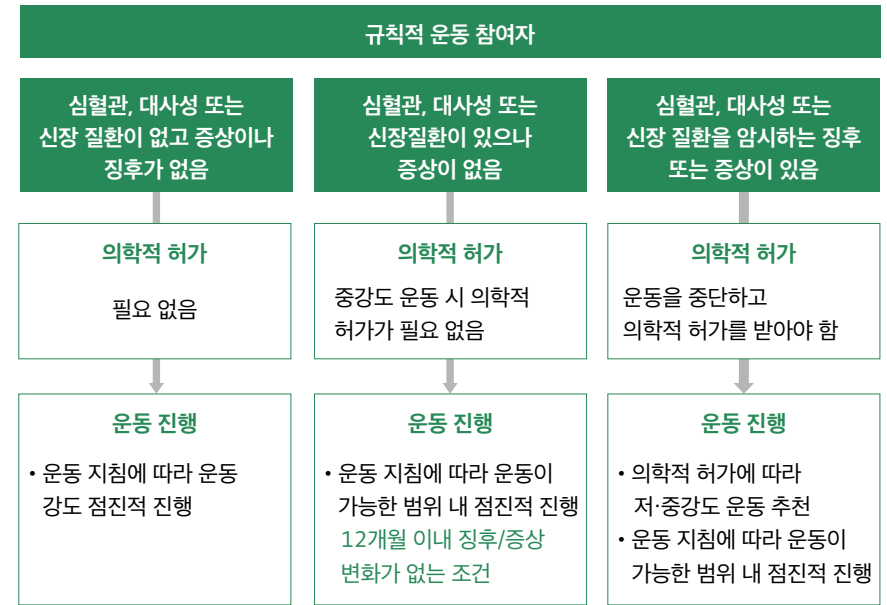 규칙적 운동 참여자
심혈관, 대사성 또는
신장 질환이 없고 증상이나
징후가 없음
의학적 허가
필요 없음
운동 진행
• 운동 지침에 따라 운동
강도 점진적 진행
심혈관, 대사성 또는
신장질환이 있으나
증상이 없음
의학적 허가
중강도 운동 시 의학적
허가가 필요 없음
운동 진행
• 운동 지침에 따라 운동이
가능한 범위 내 점진적 진행
12개월 이내 징후/증상
변화가 없는 조건
심혈관, 대사성 또는
신장 질환을 암시하는 징후
또는 증상이 있음
의학적 허가
운동을 중단하고
의학적 허가를 받아야 함
운동 진행
• 의학적 허가에 따라
저·중강도 운동 추천
• 운동 지침에 따라 운동이
가능한 범위 내 점진적 진행